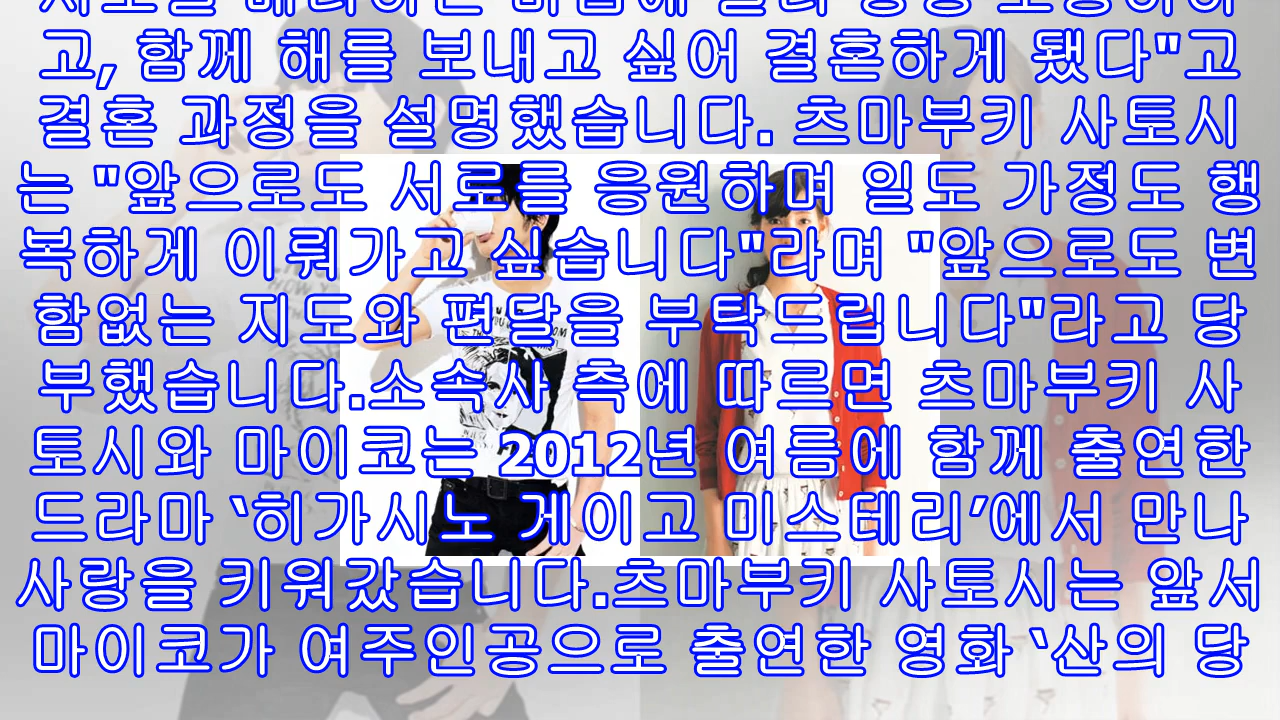 고, 함께 해를 보내고 싶어 결혼하게 됐다"고
결혼 과정을 설명했습니다. 츠마부키 사토시
는 "앞으로도 서로를 응원하며 일도 가정도 행
복하게 이뤄가고 싶습니다"라며 "앞으로도 변
함없는 지도와 편달을 부탁드립니다"라고 당
부했습니다.소속사 측에 따르면 츠마부키 사
토시와 마이코는 2012년 여름에 함께 출연한
드라마 ‘히가시노 게이고 미스테리’에서 만나
사랑을 키워갔습니다.츠마부키 사토시는 앞서
마이코가 여주인공으로 출연한 영화 ‘산의 당